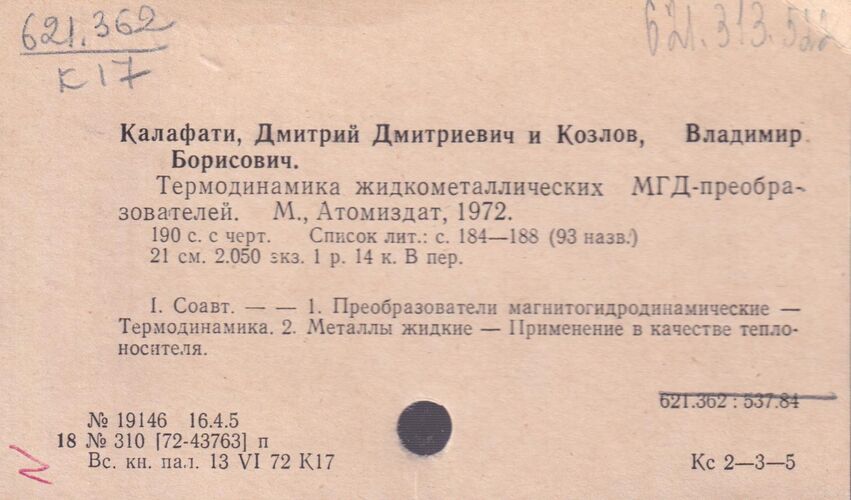 621.362
К17
621.313.522
Калафати, Дмитрий Дмитриевич и Козлов, Владимир
Борисович.
Термодинамика жидкометаллических МГД-преобра-
зователей. М., Атомиздат, 1972.
190 с. с черт. Список лит.: с. 184—188 (93 назв.)
21 см. 2.050 экз. 1 р. 14 к. В пер.
I. Соавт. — — 1. Преобразователи магнитогидродинамические —
Термодинамика. 2. Металлы жидкие — Применение в качестве тепло-
носителя.
621.362 : 537.84
№ 19146 16.4.5
18 № 310 [72-43763] п
Вс. кн. пал. 13 VI 72 К17
Кс 2—3—5